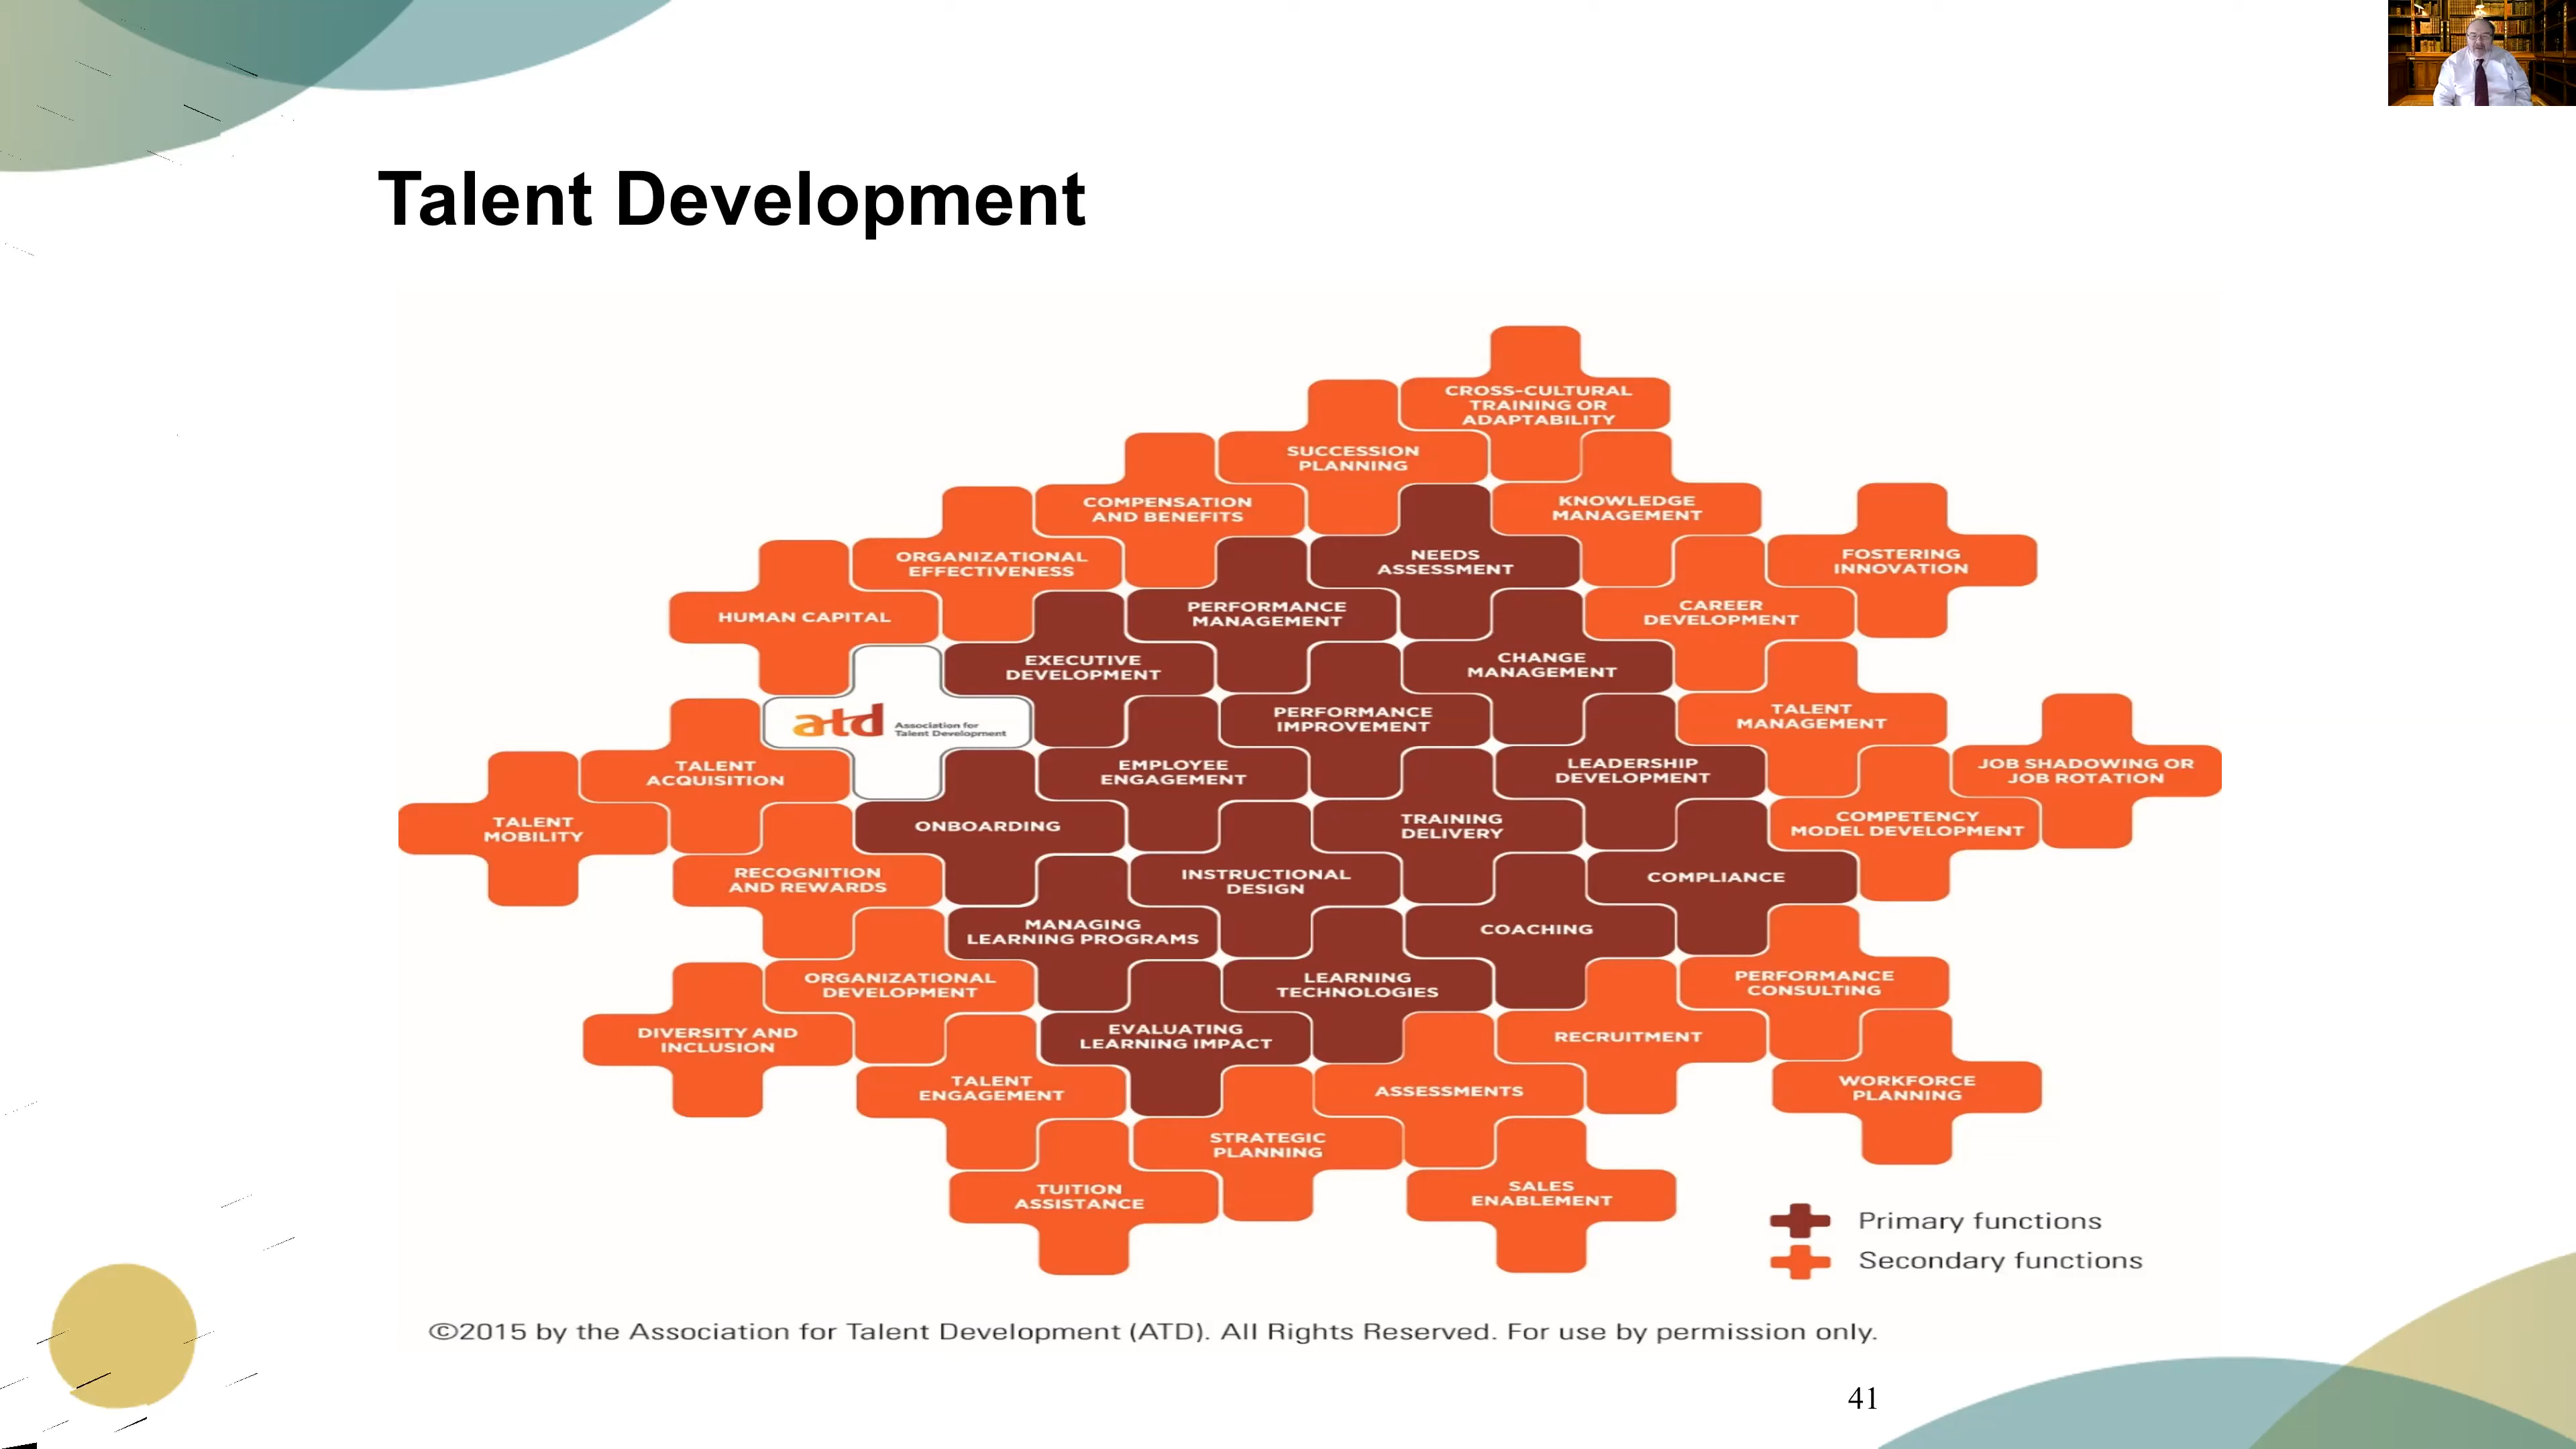 Talent Development
CROSS-CULTURAL
TRAINING OR
ADAPTABILITY
SUCCESSION
PLANNING
COMPENSATION
AND BENEFITS
KNOWLEDGE
MANAGEMENT
ORGANIZATIONAL
EFFECTIVENESS
NEEDS
ASSESSMENT
FOSTERING
INNOVATION
HUMAN CAPITAL
PERFORMANCE
MANAGEMENT
CAREER
DEVELOPMENT
EXECUTIVE
DEVELOPMENT
CHANGE
MANAGEMENT
atd
Association for
Talent Development
PERFORMANCE
IMPROVEMENT
TALENT
MANAGEMENT
TALENT
ACQUISITION
EMPLOYEE
ENGAGEMENT
LEADERSHIP
DEVELOPMENT
JOB SHADOWING OR
JOB ROTATION
TALENT
MOBILITY
ONBOARDING
TRAINING
DELIVERY
COMPETENCY
MODEL DEVELOPMENT
RECOGNITION
AND REWARDS
INSTRUCTIONAL
DESIGN
COMPLIANCE
MANAGING
LEARNING PROGRAMS
COACHING
ORGANIZATIONAL
DEVELOPMENT
LEARNING
TECHNOLOGIES
PERFORMANCE
CONSULTING
DIVERSITY AND
INCLUSION
EVALUATING
LEARNING IMPACT
RECRUITMENT
TALENT
ENGAGEMENT
ASSESSMENTS
WORKFORCE
PLANNING
STRATEGIC
PLANNING
TUITION
ASSISTANCE
SALES
ENABLEMENT
Primary functions
Secondary functions
©2015 by the Association for Talent Development (ATD). All Rights Reserved. For use by permission only.
41